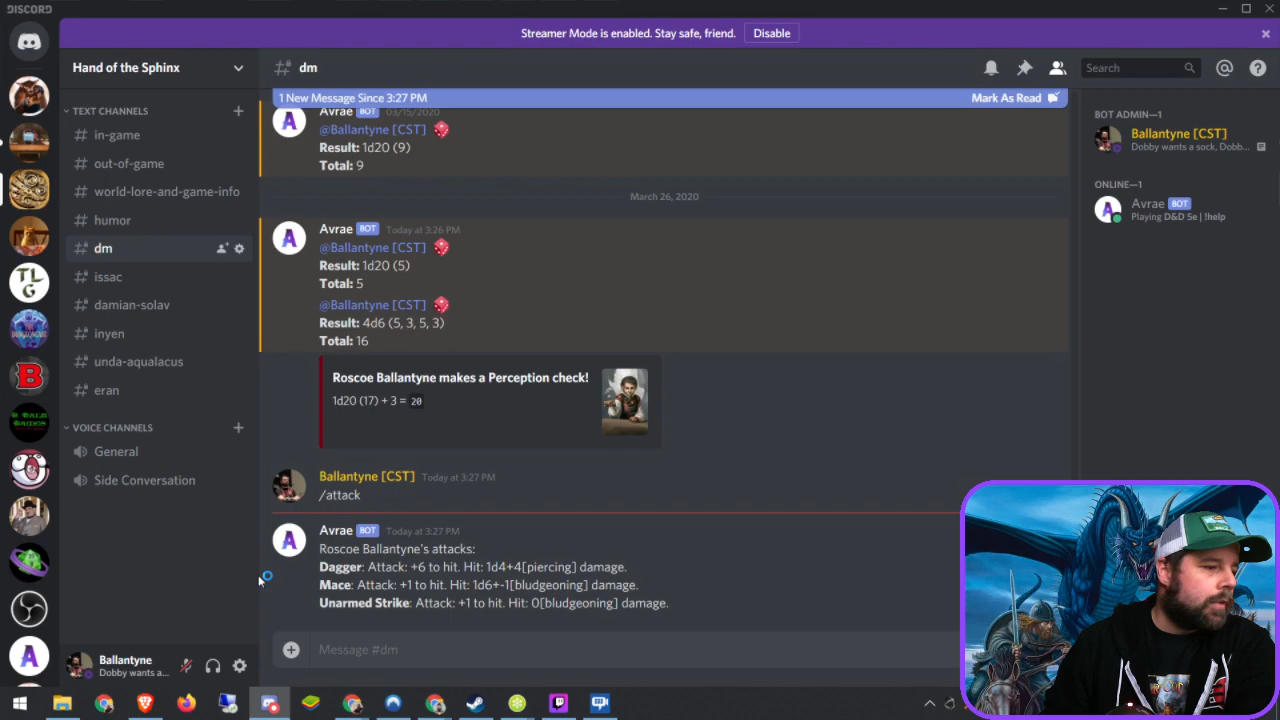 DISCORD
Streamer Mode is enabled. Stay safe, friend.
Disable
Hand of the Sphinx
dm
Search
1 New Message Since 3:27 PM
Mark As Read
TEXT CHANNELS
in-game
out-of-game
world-lore-and-game-info
humor
dm
issac
damian-solav
inyen
unda-aqualacus
eran
VOICE CHANNELS
General
Side Conversation
Ballantyne
Dobby wants a...
TL
G
B
Avrae BOT 03/15/2020
@Ballantyne [CST]
Result: 1d20 (9)
Total: 9
March 26, 2020
Avrae BOT Today at 3:26 PM
@Ballantyne [CST]
Result: 1d20 (5)
Total: 5
@Ballantyne [CST]
Result: 4d6 (5, 3, 5, 3)
Total: 16
Roscoe Ballantyne makes a Perception check!
1d20 (17) + 3 = 20
Ballantyne [CST] Today at 3:27 PM
/attack
Avrae BOT Today at 3:27 PM
Roscoe Ballantyne's attacks:
Dagger: Attack: +6 to hit. Hit: 1d4+4[piercing] damage.
Mace: Attack: +1 to hit. Hit: 1d6+-1[bludgeoning] damage.
Unarmed Strike: Attack: +1 to hit. Hit: 0[bludgeoning] damage.
Message #dm
BOT ADMIN—1
Ballantyne [CST]
Dobby wants a sock, Dobb...
ONLINE—1
Avrae BOT
Playing D&D 5e | !help